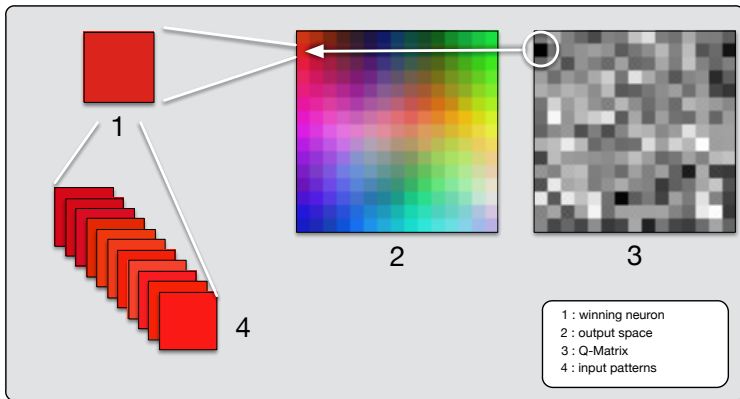 1
2
3
4
1 : winning neuron
2 : output space
3 : Q-Matrix
4 : input patterns